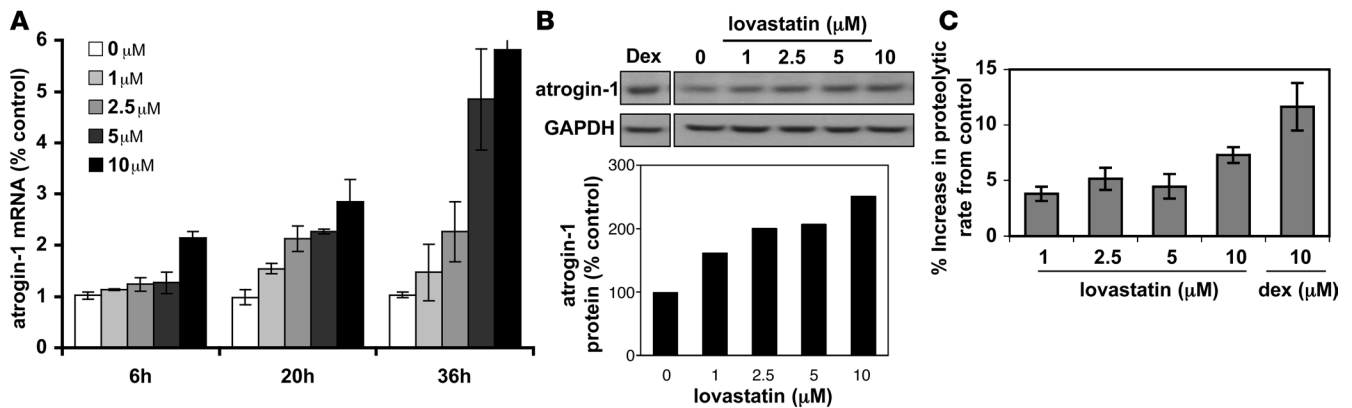 A
atrogin-1 mRNA (% control)
6
5
4
3
2
1
0
0 μM
1 μM
2.5 μM
5 μM
10 μM
6h
20h
36h
B
lovastatin (μM)
Dex 0 1 2.5 5 10
atrogin-1
GAPDH
atrogin-1
protein (% control)
300
200
100
0
0 1 2.5 5 10
lovastatin (μM)
C
% Increase in proteolytic
rate from control
15
10
5
0
1 2.5 5 10 10
lovastatin (μM) dex (μM)